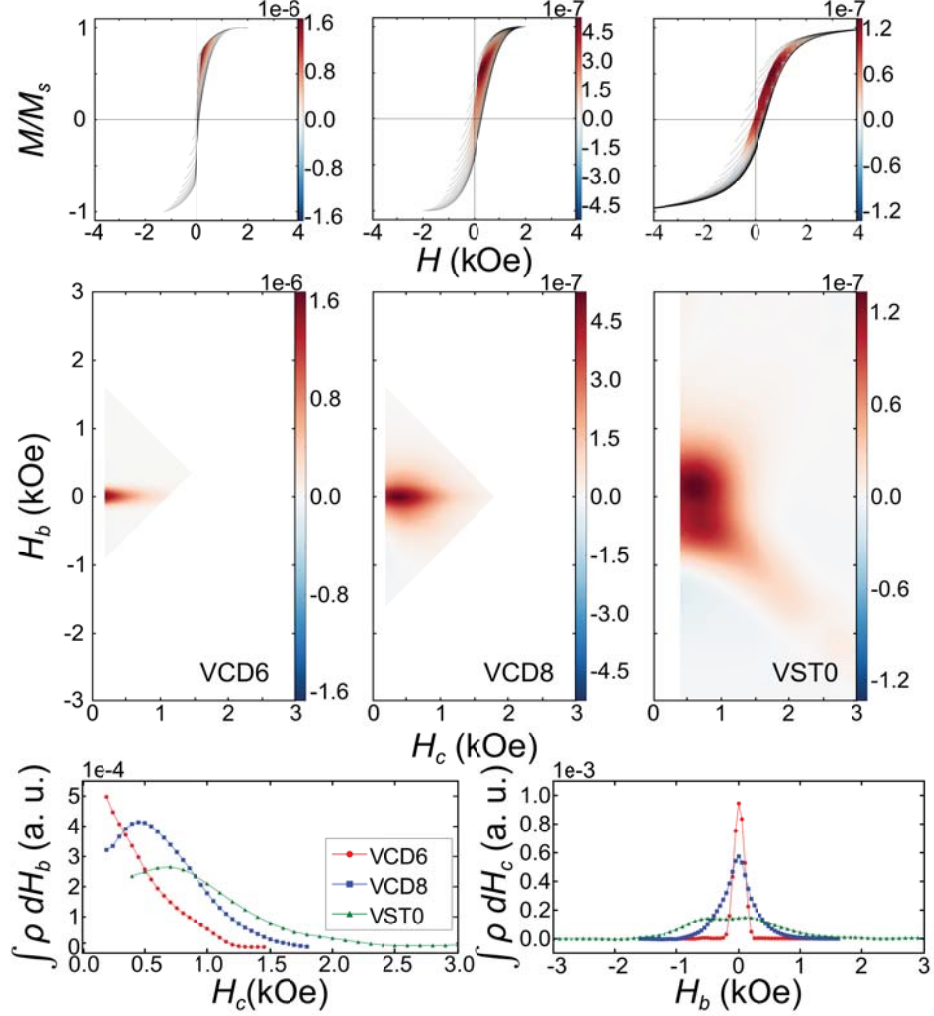 1e-6
1e-7
1e-7
1
0
-1
M/Ms
1.6
0.8
0.0
-0.8
-1.6
4.5
3.0
1.5
0.0
-1.5
-3.0
-4.5
1.2
0.6
0.0
-0.6
-1.2
-4 -2 0 2 4
-4 -2 0 2 4
-4 -2 0 2 4
H (kOe)
1e-6
1e-7
1e-7
3
2
1
0
-1
-2
-3
Hb (kOe)
1.6
0.8
0.0
-0.8
-1.6
4.5
3.0
1.5
0.0
-1.5
-3.0
-4.5
1.2
0.6
0.0
-0.6
-1.2
VCD6
VCD8
VST0
0 1 2 3
0 1 2 3
0 1 2 3
Hc (kOe)
1e-4
5
4
3
2
1
0
∫ ρ dHb (a. u.)
VCD6
VCD8
VST0
0.0 0.5 1.0 1.5 2.0 2.5 3.0
Hc(kOe)
1e-3
1.0
0.8
0.6
0.4
0.2
0.0
∫ ρ dHc (a. u.)
-3 -2 -1 0 1 2 3
Hb (kOe)